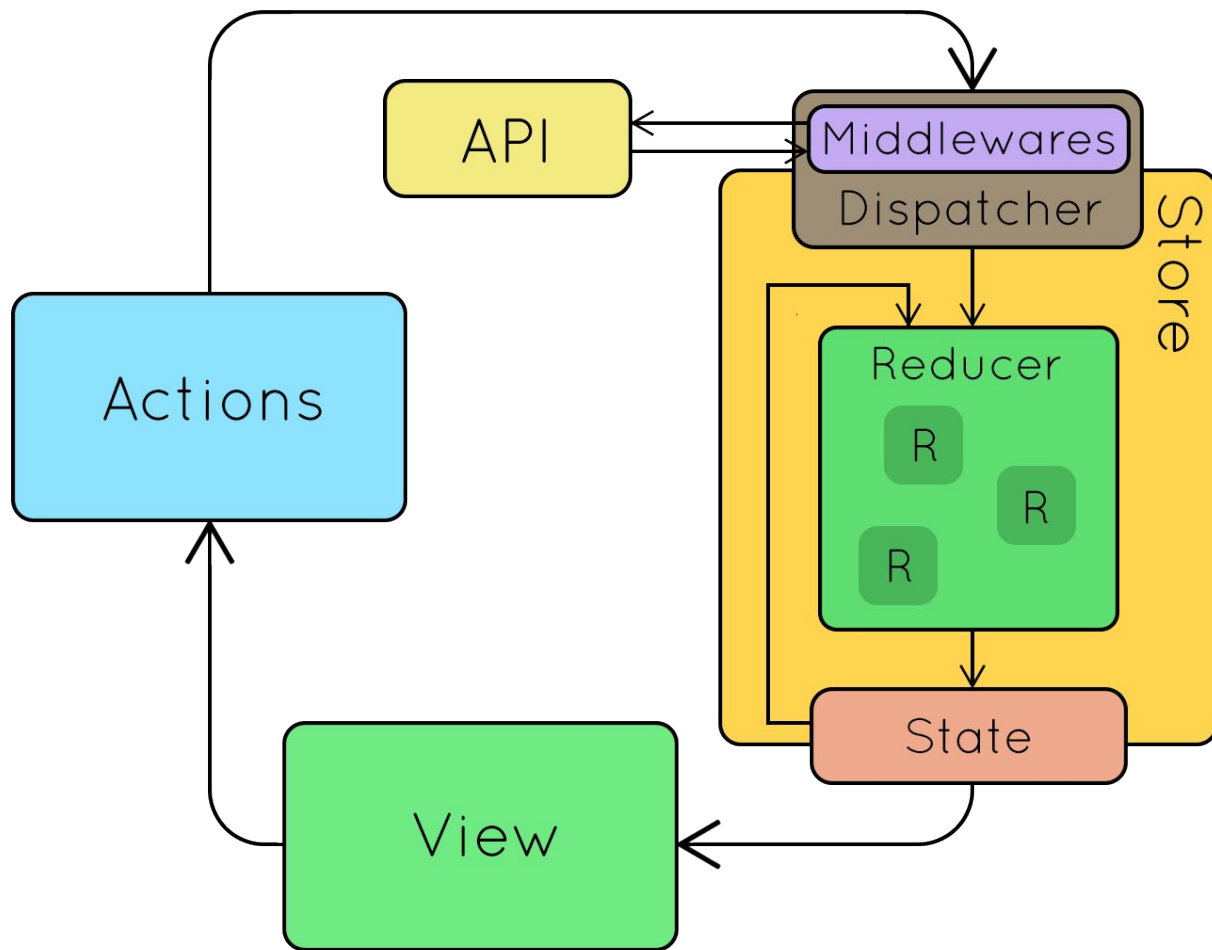 API
Middlewares
Dispatcher
Store
Actions
Reducer
R
R
R
State
View